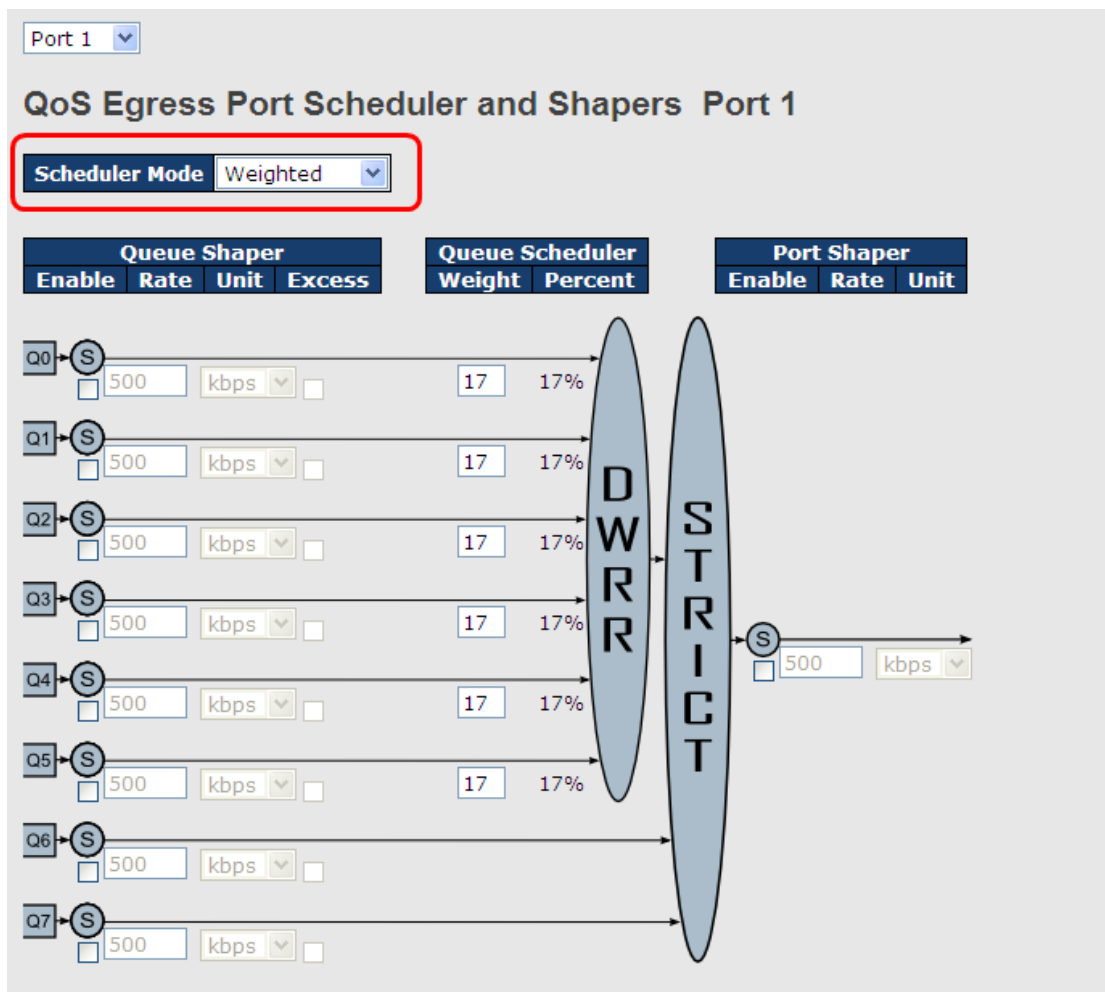 Port 1
QoS Egress Port Scheduler and Shapers Port 1
Scheduler Mode Weighted
Queue Shaper Queue Scheduler Port Shaper
Enable Rate Unit Excess Weight Percent Enable Rate Unit
Q0 S
500 kbps 17 17%
Q1 S
500 kbps 17 17%
Q2 S
500 kbps 17 17%
Q3 S
500 kbps 17 17%
Q4 S
500 kbps 17 17%
Q5 S
500 kbps 17 17%
Q6 S
500 kbps
Q7 S
500 kbps
DWRR
STRICT
S
500 kbps